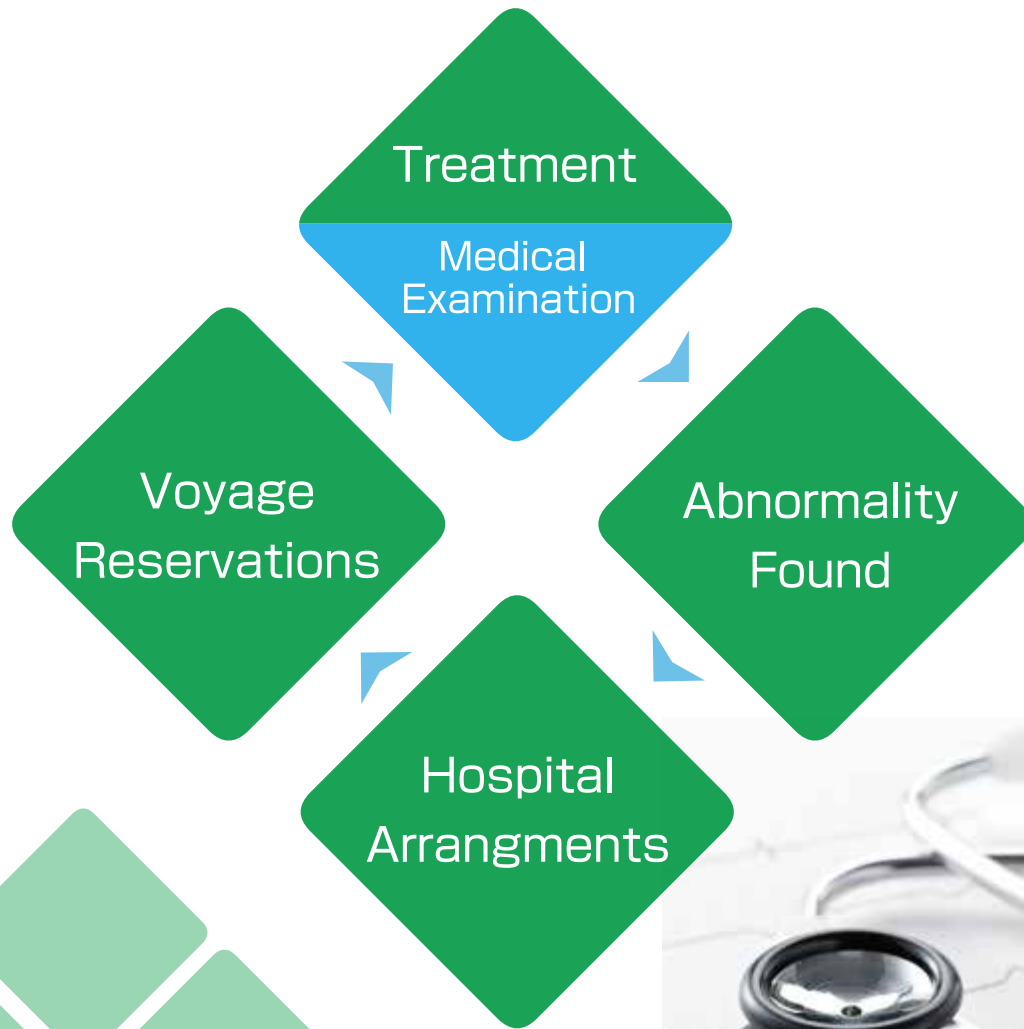 Treatment
Medical
Examination
Voyage
Reservations
Abnormality
Found
Hospital
Arrangments